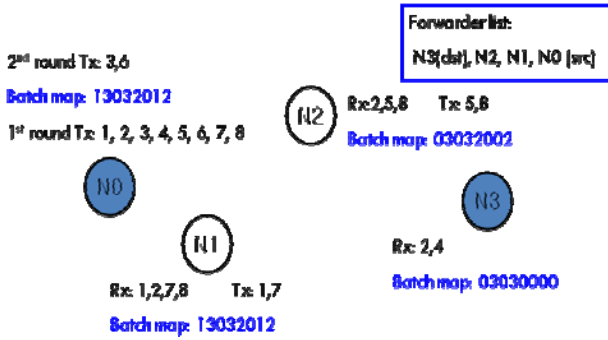 Forwarder list:
N3(dst), N2, N1, N0 (src)
2nd round Tx: 3,6
Batch map: 13032012
1st round Tx: 1, 2, 3, 4, 5, 6, 7, 8
N2
Rx:2,5,8 Tx: 5,8
Batch map: 03032002
N0
N3
N1
Rx: 2,4
Batch map: 03030000
Rx: 1,2,7,8 Tx: 1,7
Batch map: 13032012